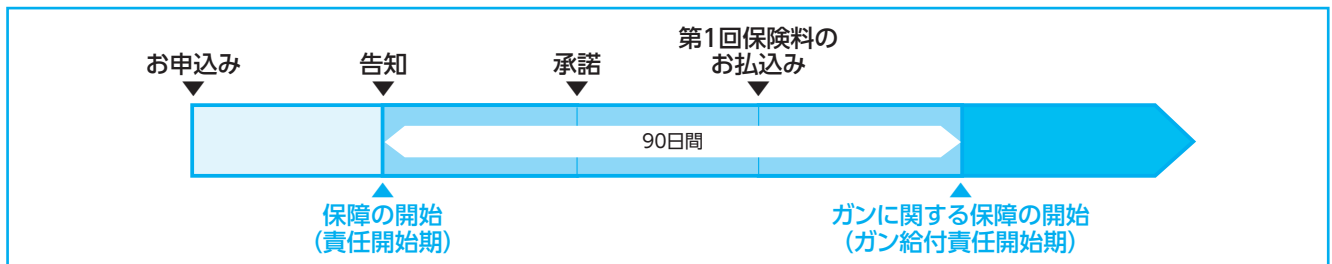 お申込み
告知
承諾
第1回保険料の
お払込み
90日間
保障の開始
（責任開始期）
ガンに関する保障の開始
（ガン給付責任開始期）